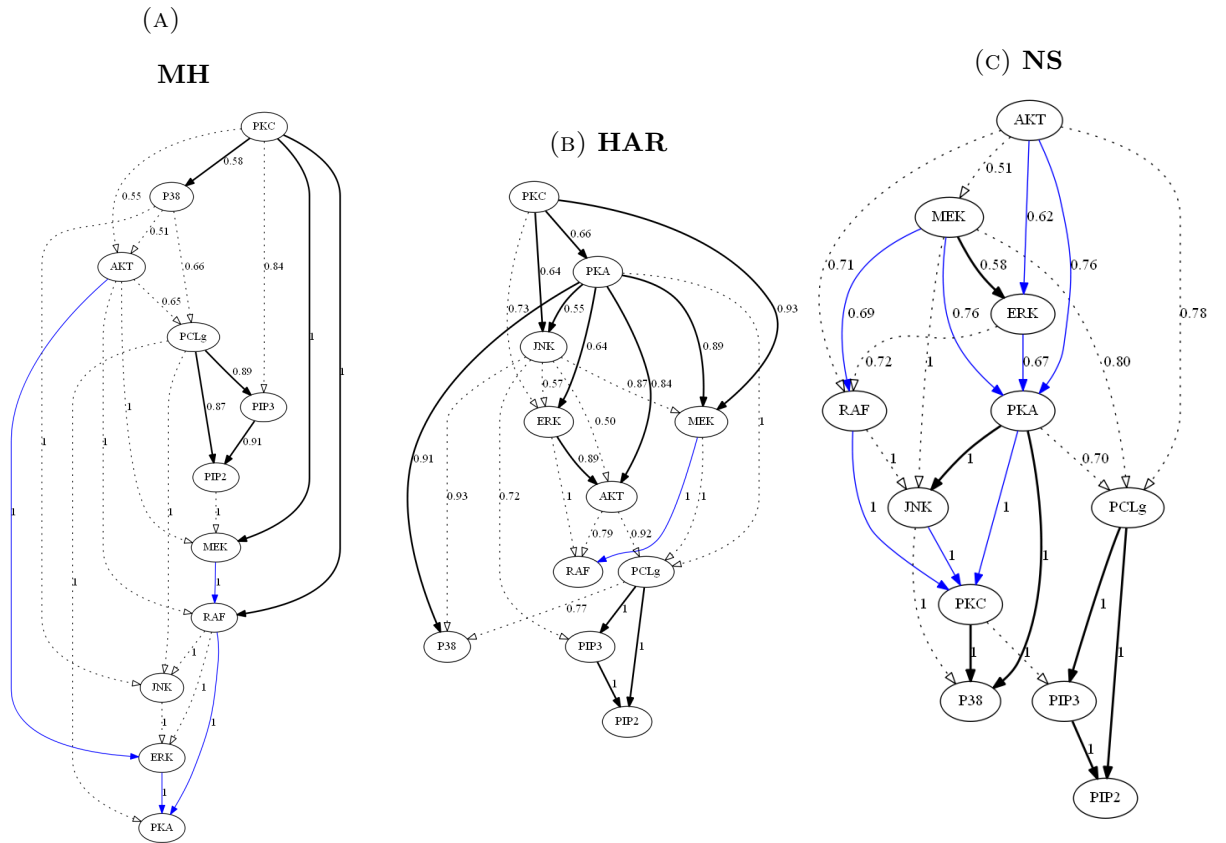 (A)
MH
PKC
0.58
0.55
P38
0.51
0.66
0.84
AKT
0.65
PCLg
1
1
0.89
0.87
PIP3
0.91
1
1
1
1
PIP2
1
1
MEK
1
1
RAF
1
JNK
1
1
1
ERK
1
PKA
(B) HAR
PKC
0.66
0.64
PKA
0.73
0.55
0.93
JNK
0.64
0.89
0.57
0.87
0.84
ERK
0.50
MEK
1
0.89
0.91
0.93
0.72
1
AKT
1
1
0.79
0.92
RAF
PCLg
0.77
1
P38
PIP3
1
1
PIP2
(C) NS
AKT
0.51
MEK
0.62
0.71
0.58
0.76
0.78
0.69
0.76
ERK
0.72
1
0.67
0.80
RAF
PKA
1
1
0.70
JNK
1
1
PCLg
1
1
PKC
1
1
1
1
1
P38
PIP3
1
PIP2